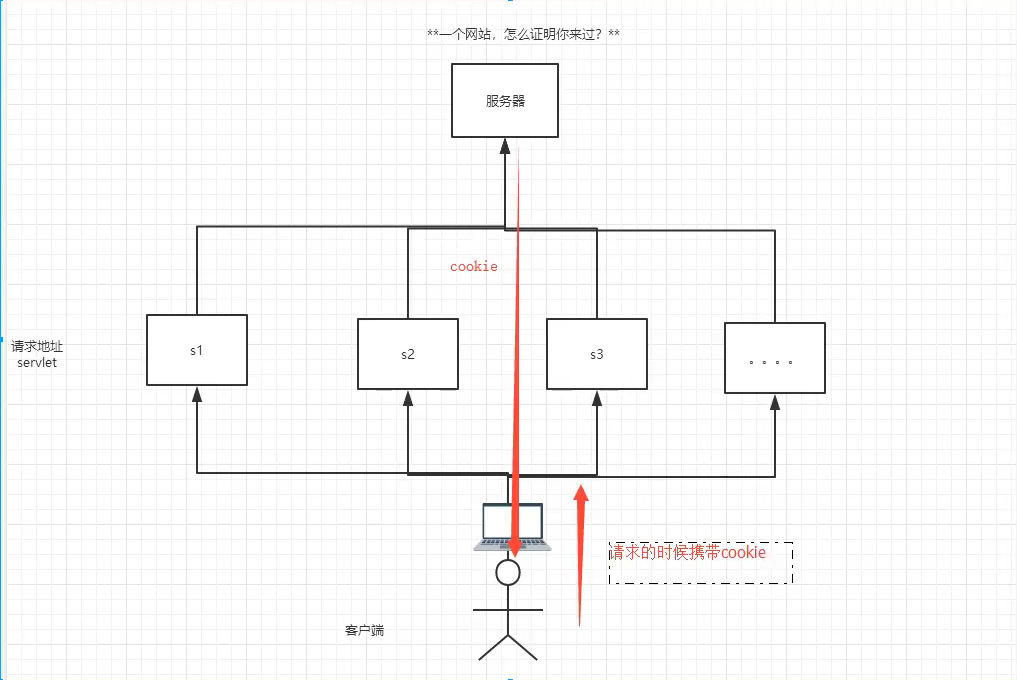 **一个网站，怎么证明你来过？**
服务器
cookie
请求地址
servlet
s1
s2
s3
。。。。
请求的时候携带cookie
客户端